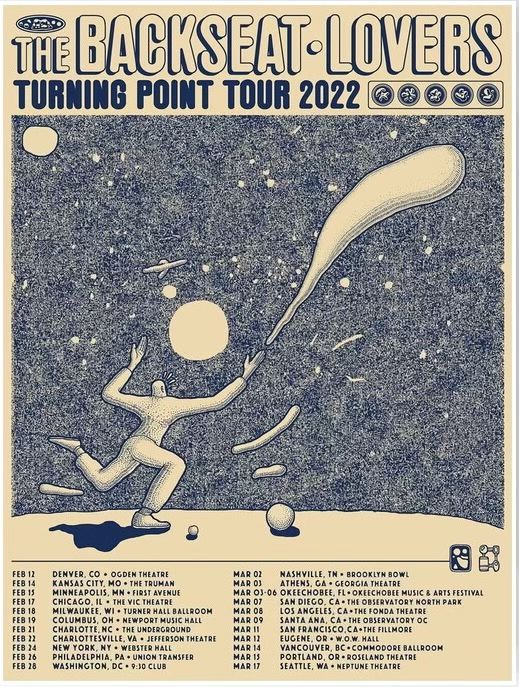 THE BACKSEAT • LOVERS
TURNING POINT TOUR 2022
FEB 12 DENVER, CO • OGDEN THEATRE
FEB 14 KANSAS CITY, MO • THE TRUMAN
FEB 15 MINNEAPOLIS, MN • FIRST AVENUE
FEB 17 CHICAGO, IL • THE VIC THEATRE
FEB 18 MILWAUKEE, WI • TURNER HALL BALLROOM
FEB 19 COLUMBUS, OH • NEWPORT MUSIC HALL
FEB 21 CHARLOTTE, NC • THE UNDERGROUND
FEB 22 CHARLOTTESVILLE, VA • JEFFERSON THEATRE
FEB 24 NEW YORK, NY • WEBSTER HALL
FEB 26 PHILADELPHIA, PA • UNION TRANSFER
FEB 28 WASHINGTON, DC • 9:30 CLUB
MAR 02 NASHVILLE, TN • BROOKLYN BOWL
MAR 03 ATHENS, GA • GEORGIA THEATRE
MAR 03-06 OKEECHOBEE, FL • OKEECHOBEE MUSIC & ARTS FESTIVAL
MAR 07 SAN DIEGO, CA • THE OBSERVATORY NORTH PARK
MAR 08 LOS ANGELES, CA • THE FONDA THEATRE
MAR 09 SANTA ANA, CA • THE OBSERVATORY OC
MAR 11 SAN FRANCISCO, CA • THE FILLMORE
MAR 12 EUGENE, OR • W.O.W. HALL
MAR 14 VANCOUVER, BC • COMMODORE BALLROOM
MAR 15 PORTLAND, OR • ROSELAND THEATRE
MAR 17 SEATTLE, WA • NEPTUNE THEATRE